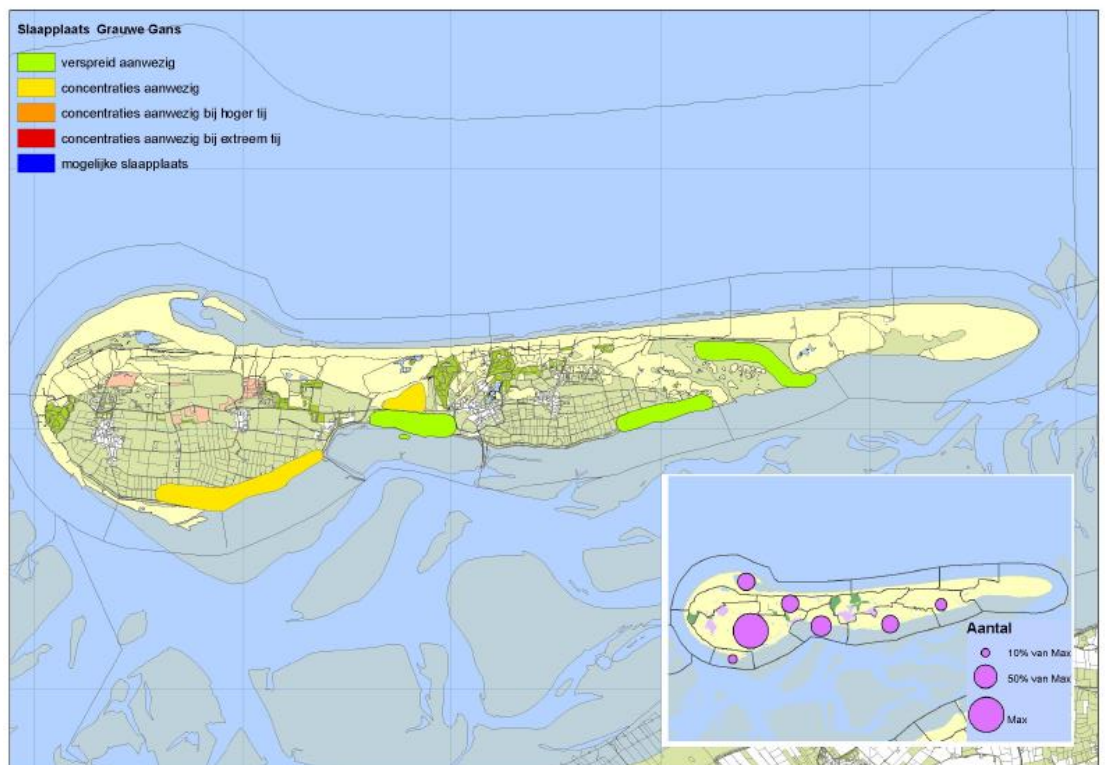 Slaapplaats Grauwe Gans
verspreid aanwezig
concentraties aanwezig
concentraties aanwezig bij hoger tij
concentraties aanwezig bij extreem tij
mogelijke slaapplaats
Aantal
10% van Max
50% van Max
Max